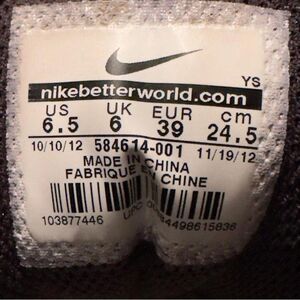 YS
nikebetterworld.com
US UK EUR cm
6.5 6 39 24.5
10/10/12 584614-001 11/19/12
MADE IN CHINA
FABRIQUE EN CHINE
103877446